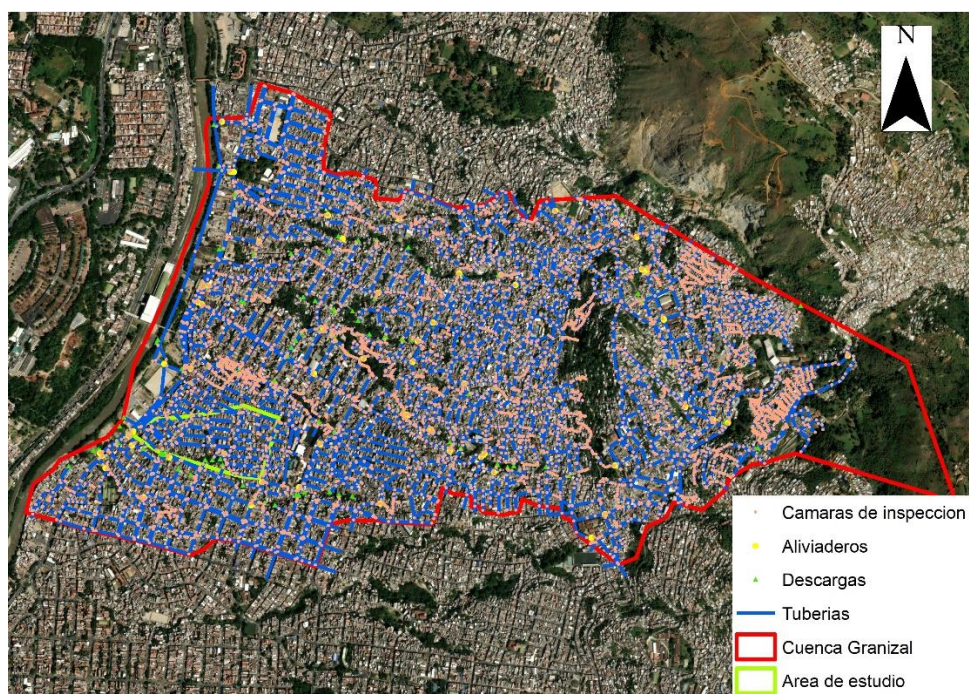 N
Camaras de inspeccion
Aliviaderos
Descargas
Tuberias
Cuenca Granizal
Area de estudio